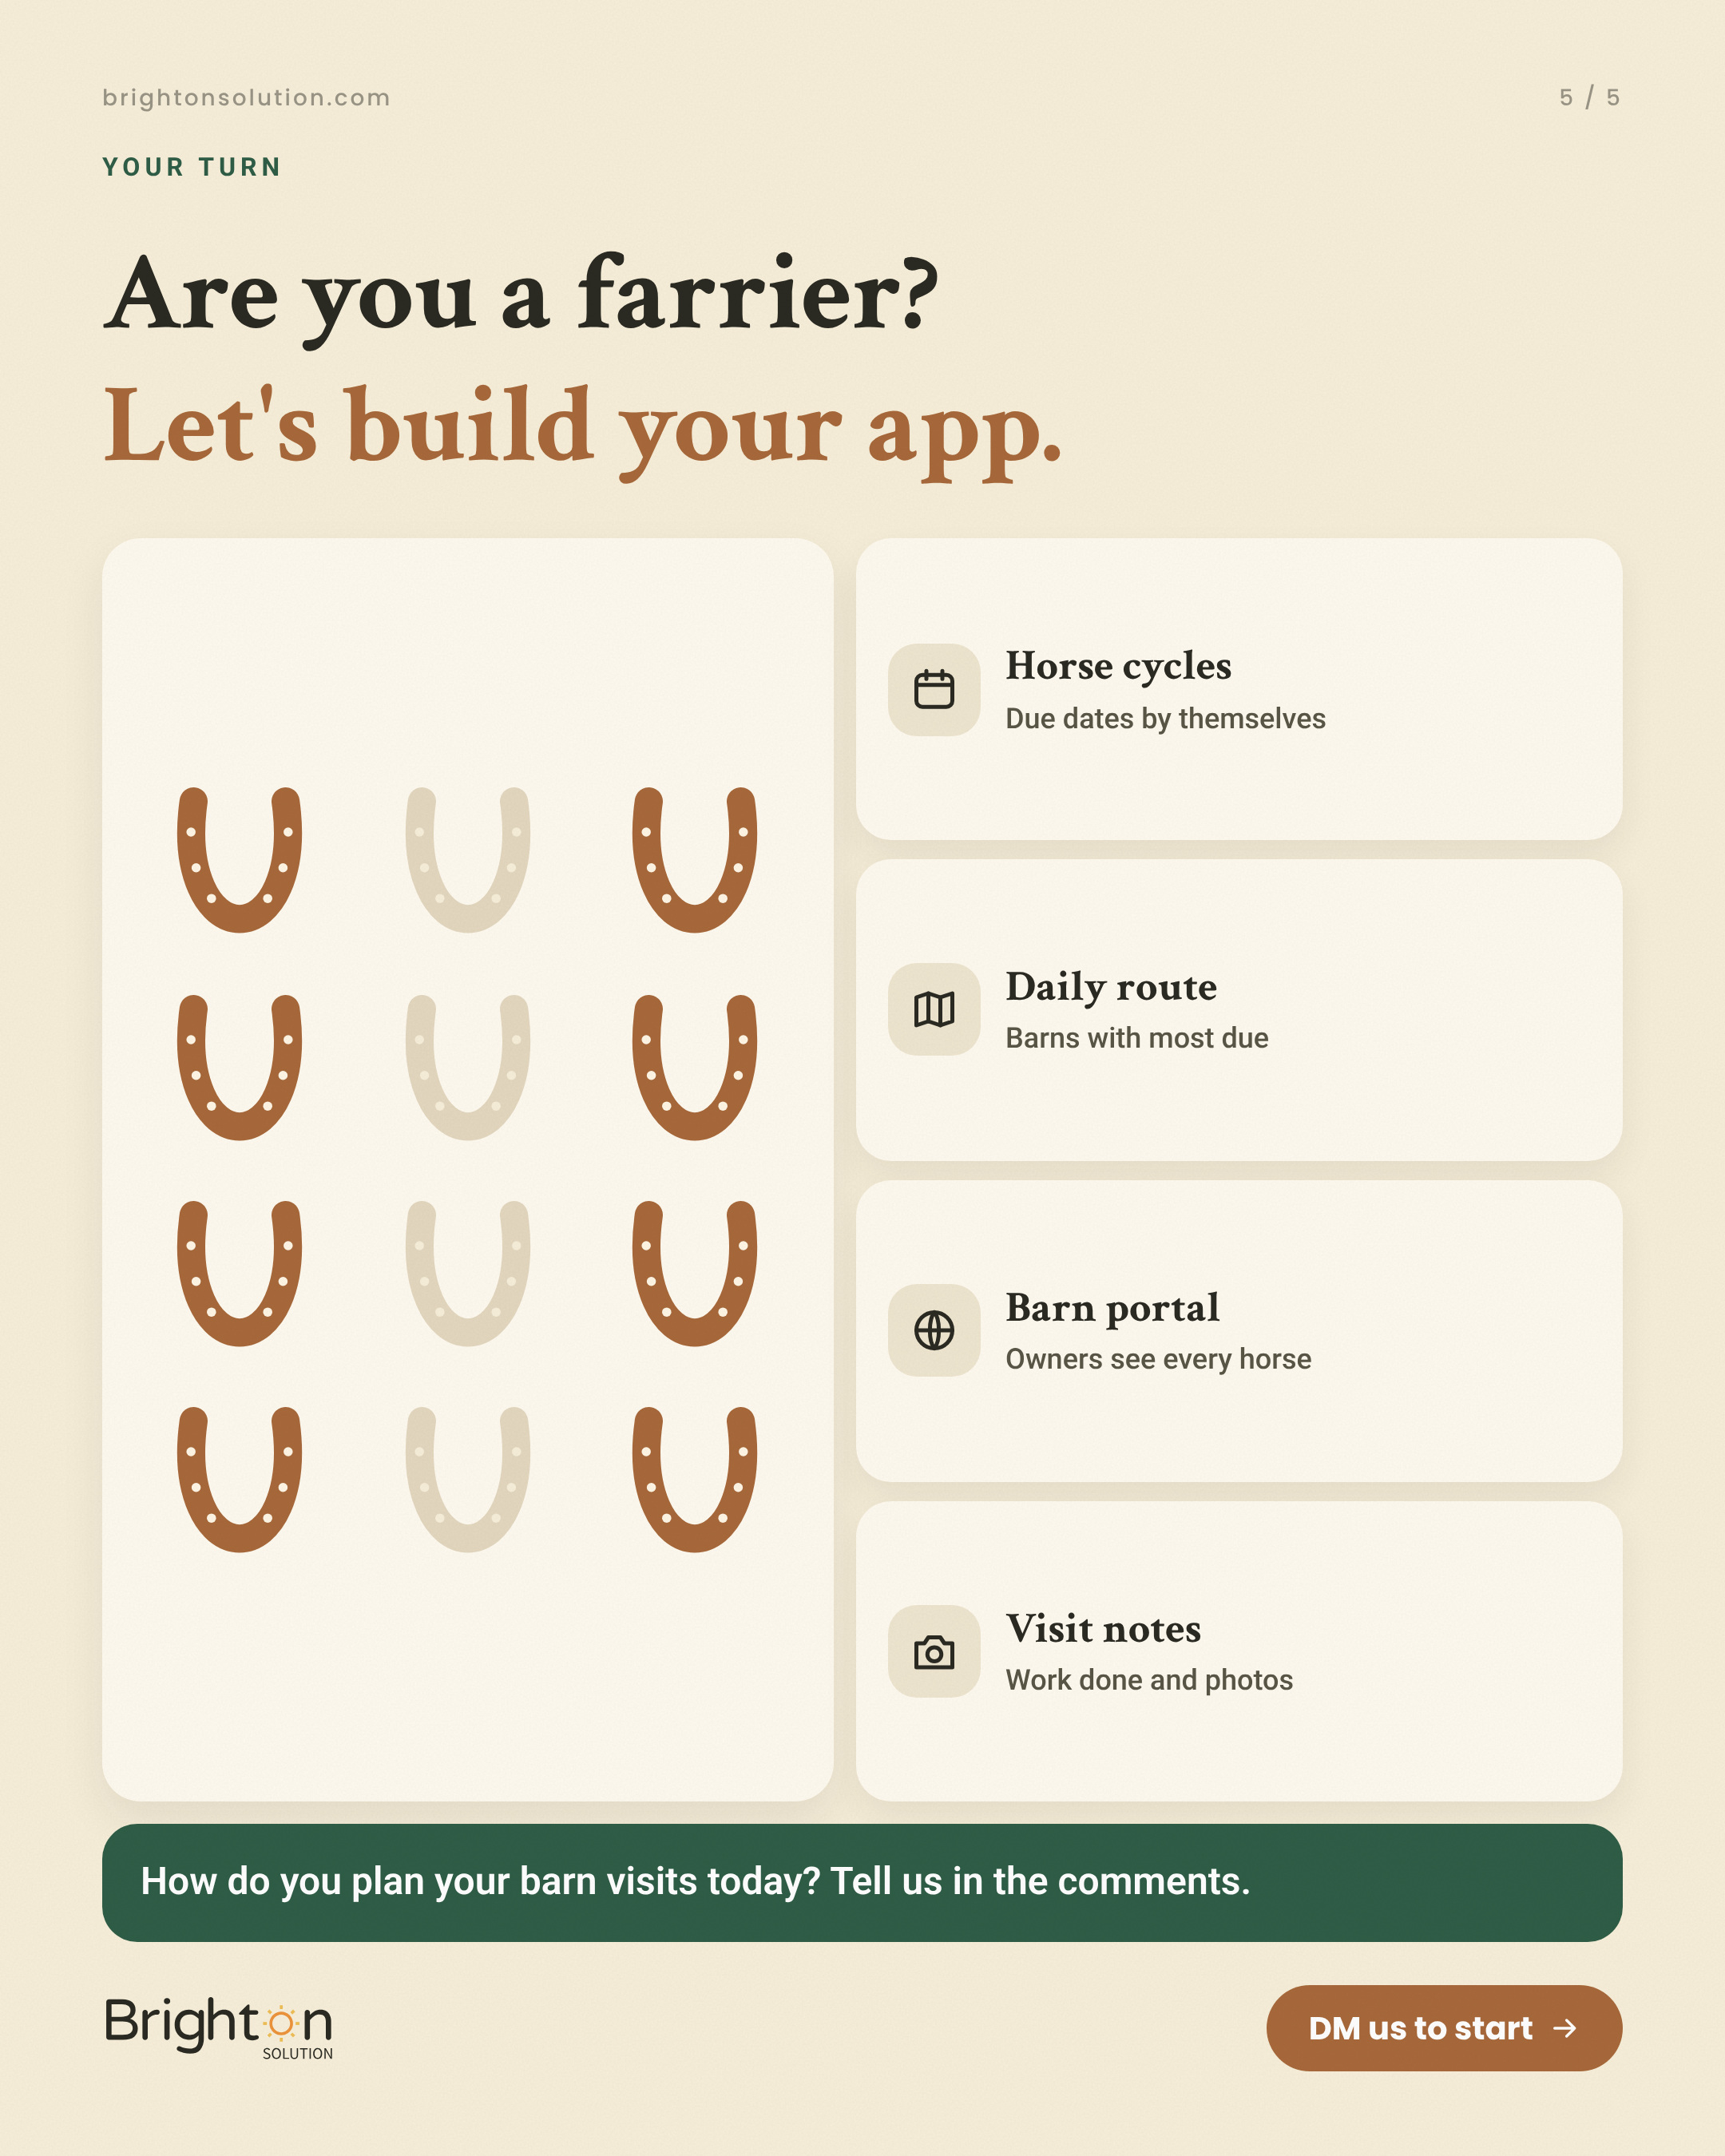 brightonsolution.com
5 / 5
YOUR TURN
Are you a farrier?
Let's build your app.
Horse cycles
Due dates by themselves
Daily route
Barns with most due
Barn portal
Owners see every horse
Visit notes
Work done and photos
How do you plan your barn visits today? Tell us in the comments.
Brighton
SOLUTION
DM us to start →